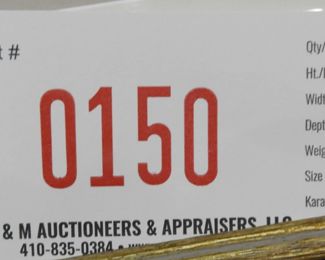 t #
0150
& M AUCTIONEERS & APPRAISERS, LLC
410-835-0384 •
Qty/
Ht./
Widt
Dept
Weig
Size
Kara